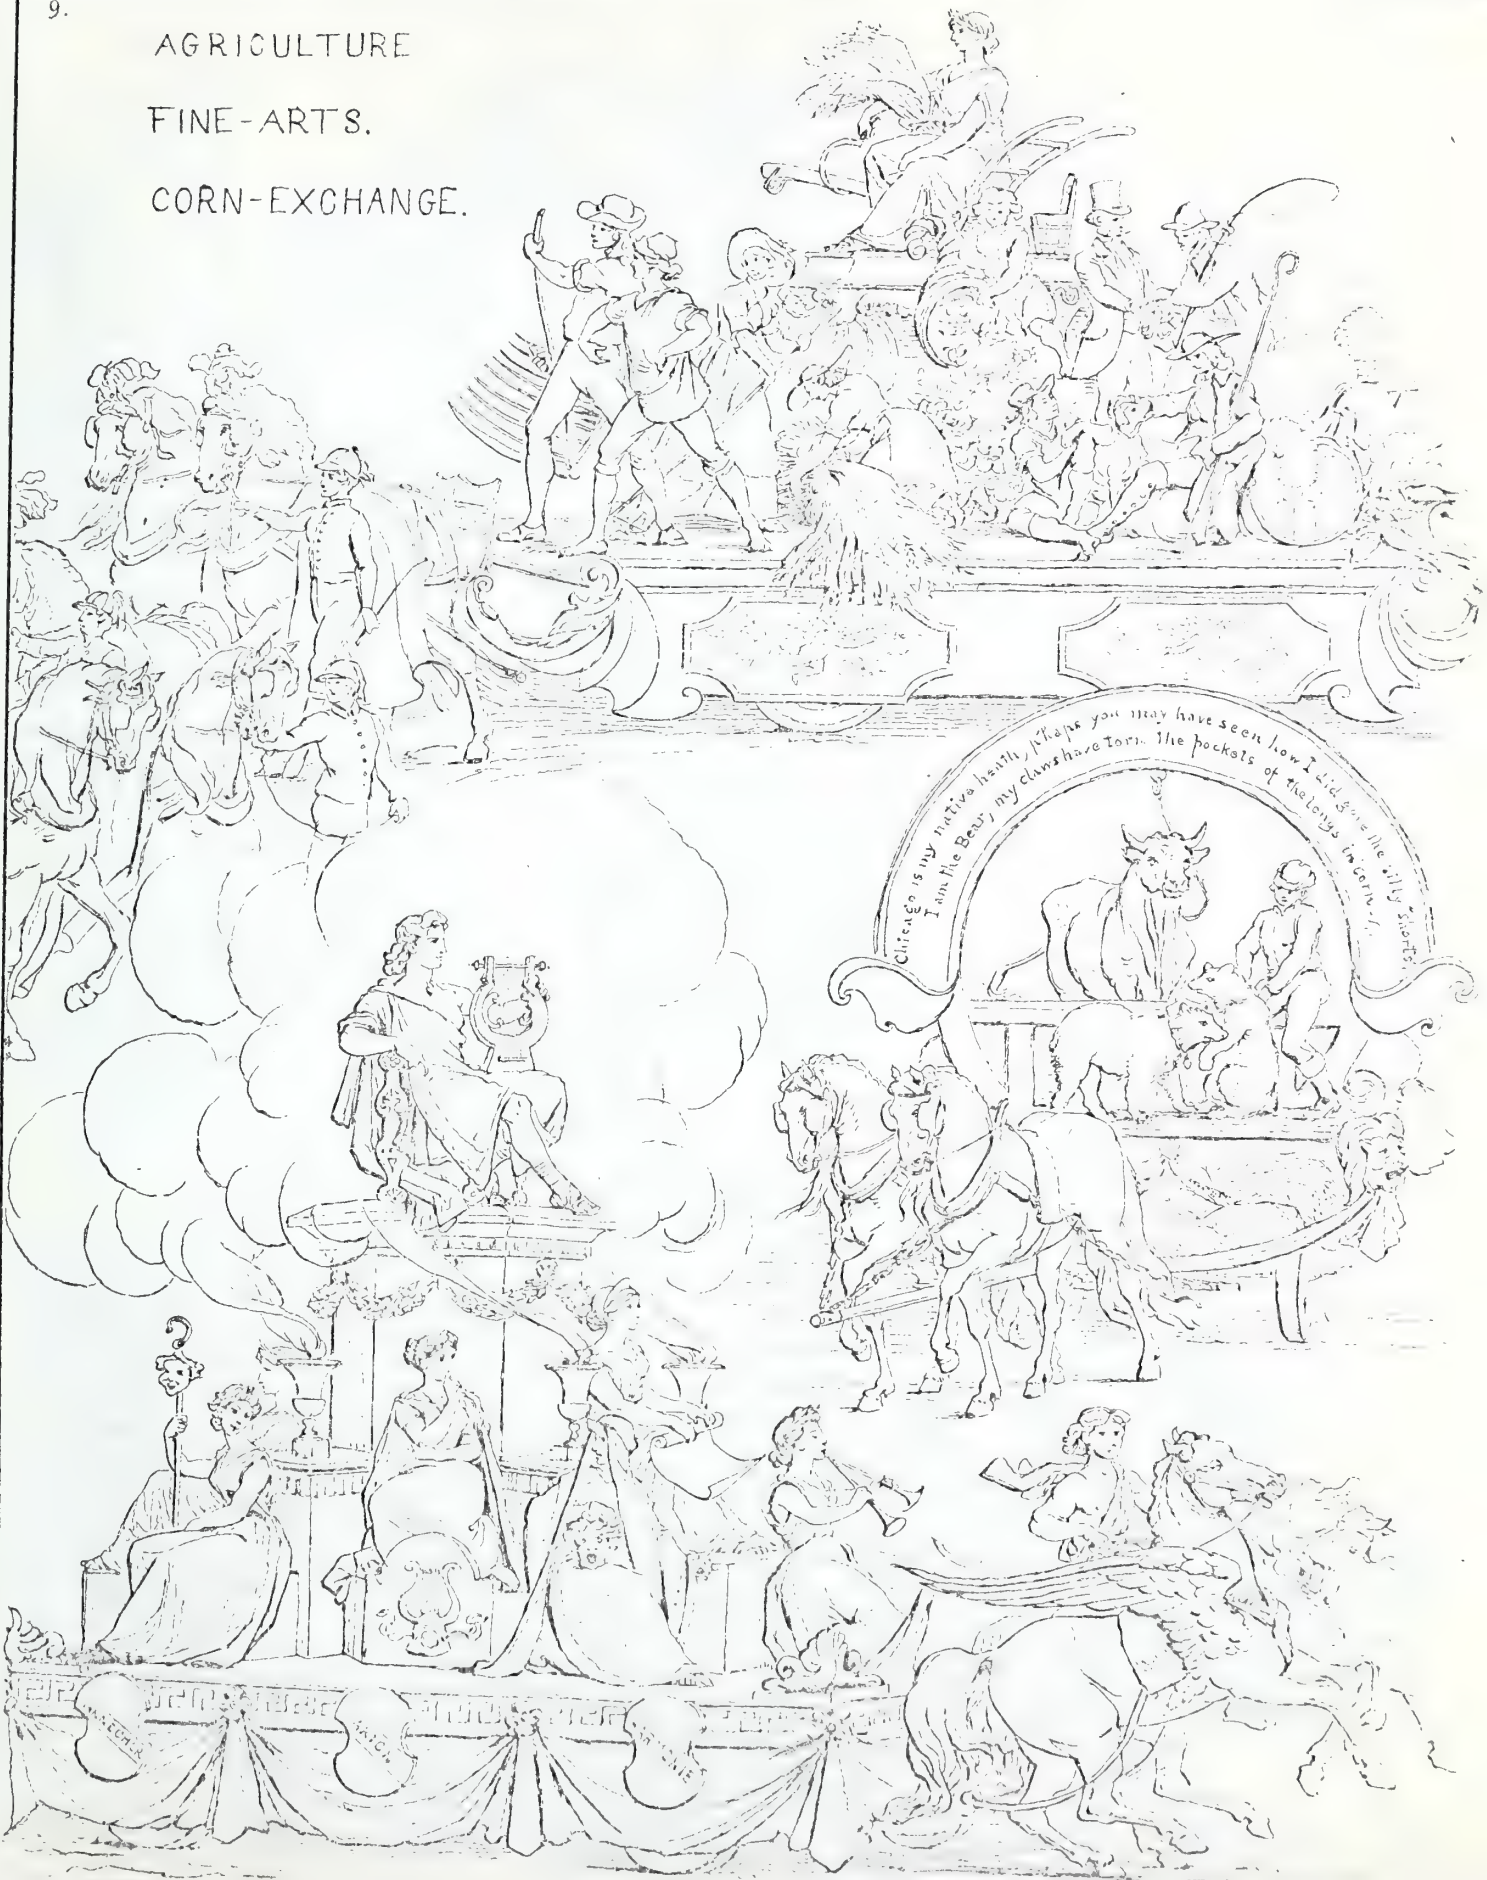 9.
AGRICULTURE
FINE-ARTS.
CORN-EXCHANGE.
Chicago is my native heath, p'haps you may have seen how I did gore the silly "shorts
I am the Bear, my claws have torn the pockets of the longs in corn